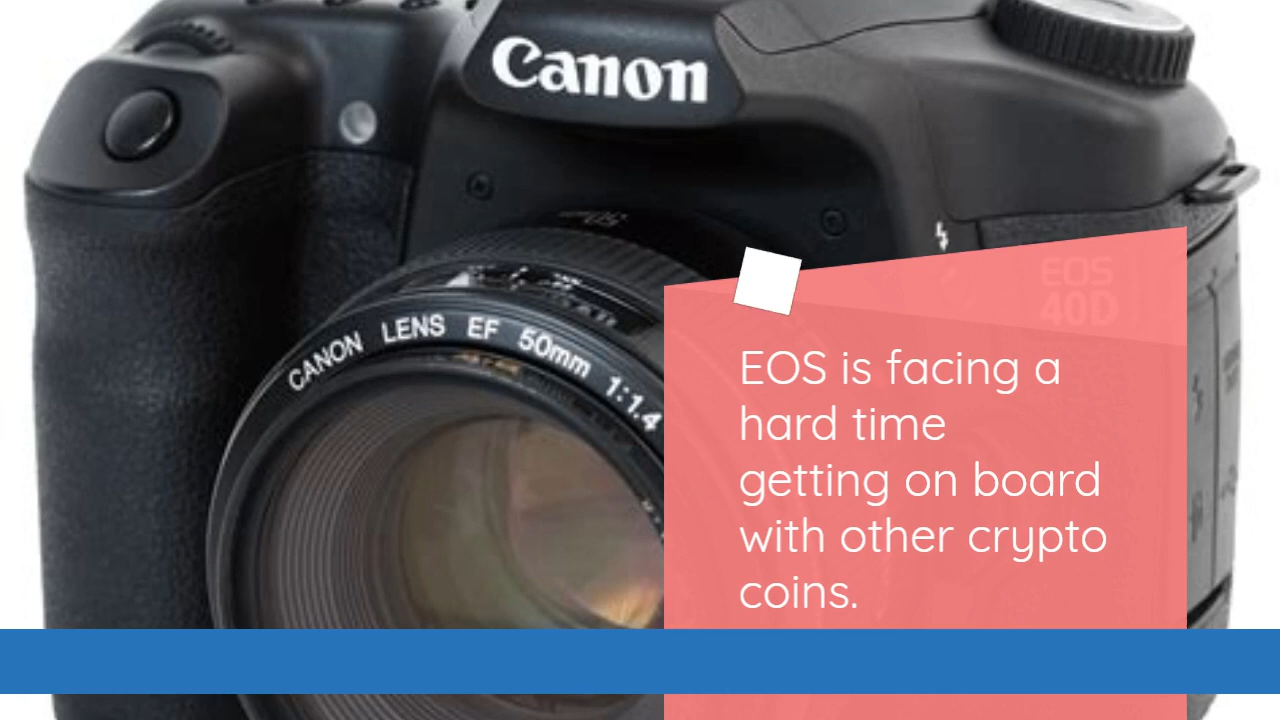 Canon
50
CANON LENS EF 50mm 1:1.4
EOS
40D
EOS is facing a
hard time
getting on board
with other crypto
coins.